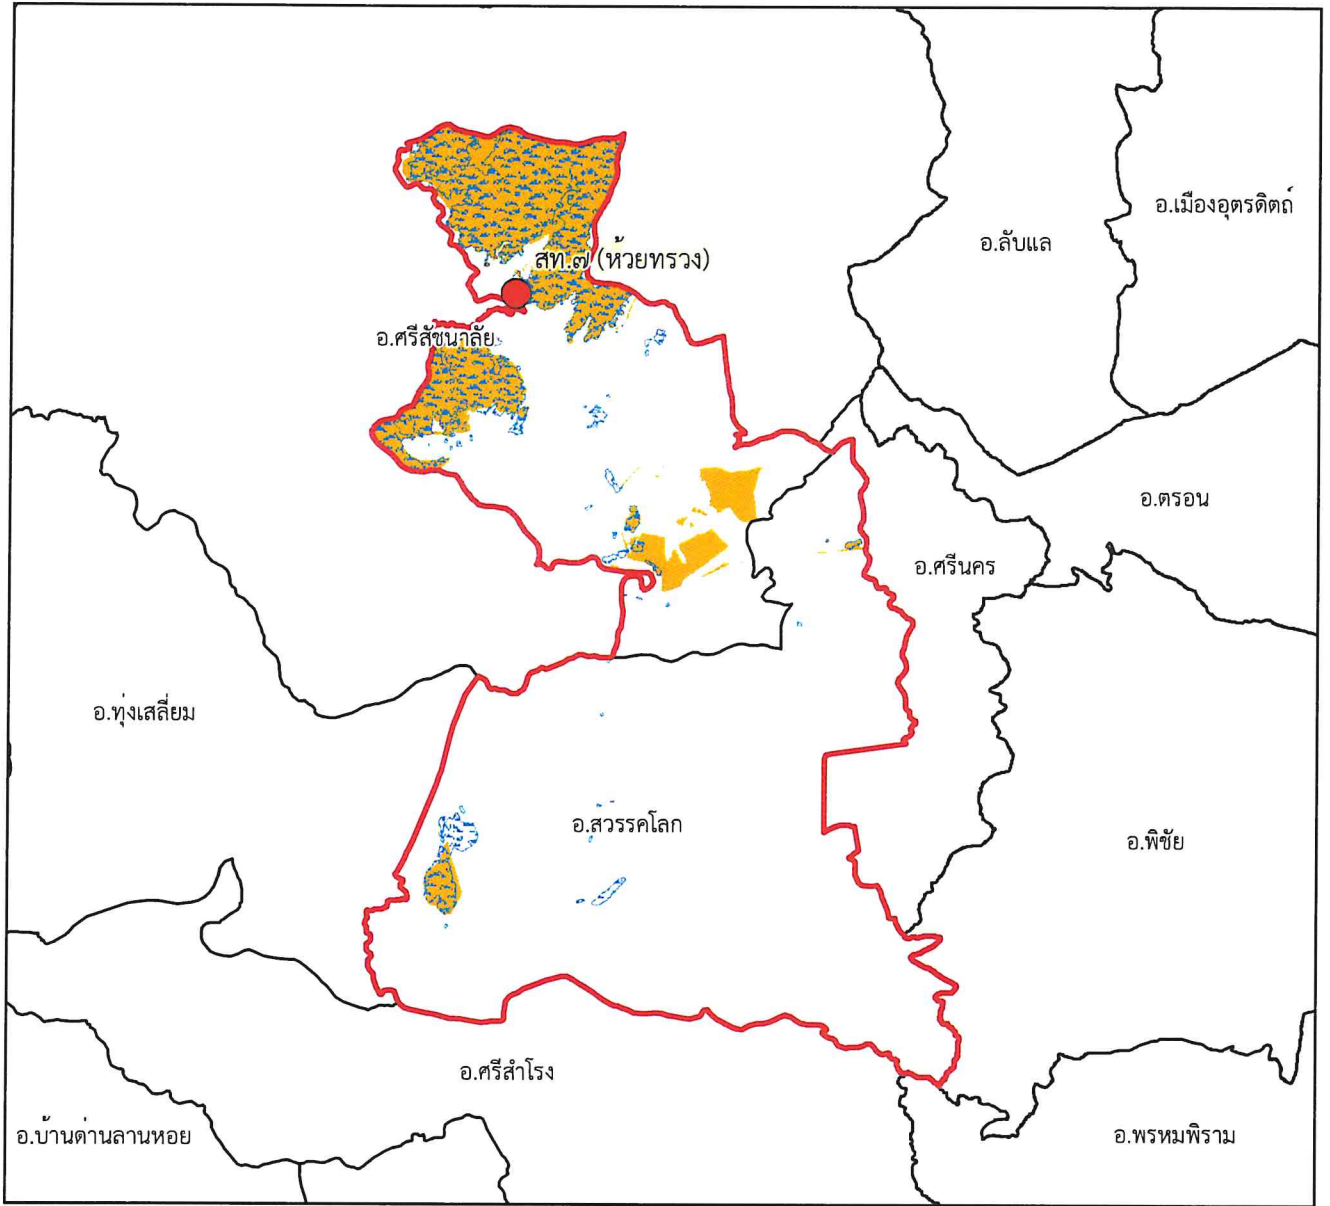 อ.เมืองอุตรดิตถ์
อ.ลับแล
สท.๗ (ห้วยทรวง)
อ.ศรีสัชนาลัย
อ.ตรอน
อ.ศรีนคร
อ.ทุ่งเสลี่ยม
อ.สวรรคโลก
อ.พิชัย
อ.ศรีสำโรง
อ.บ้านด่านลานหอย
อ.พรหมพิราม